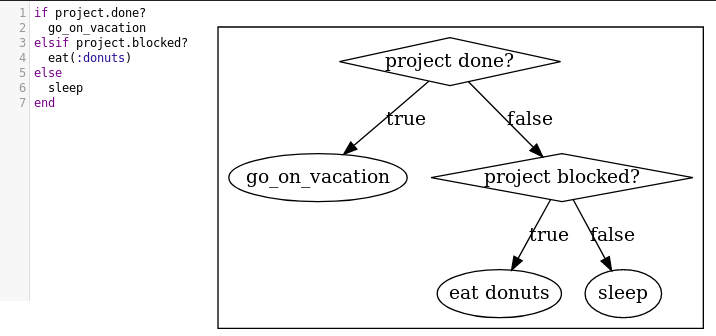 1 if project.done?
2 go_on_vacation
3 elsif project.blocked?
4 eat(:donuts)
5 else
6 sleep
7 end
project done?
true
false
go_on_vacation
project blocked?
true
false
eat donuts
sleep